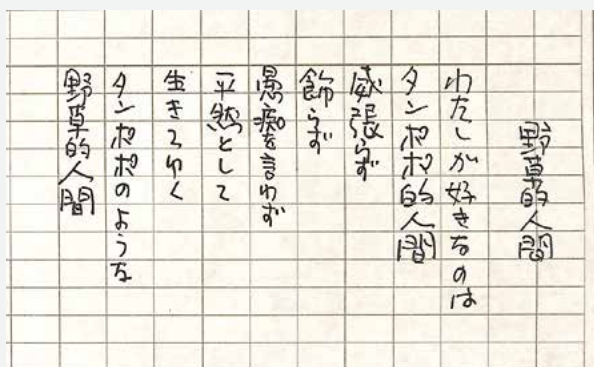 野草的人間
わたしが好きなのは
タンポポ的人間
威張らず
飾らず
愚痴を言わず
平然として
生きてゆく
タンポポのような
野草的人間